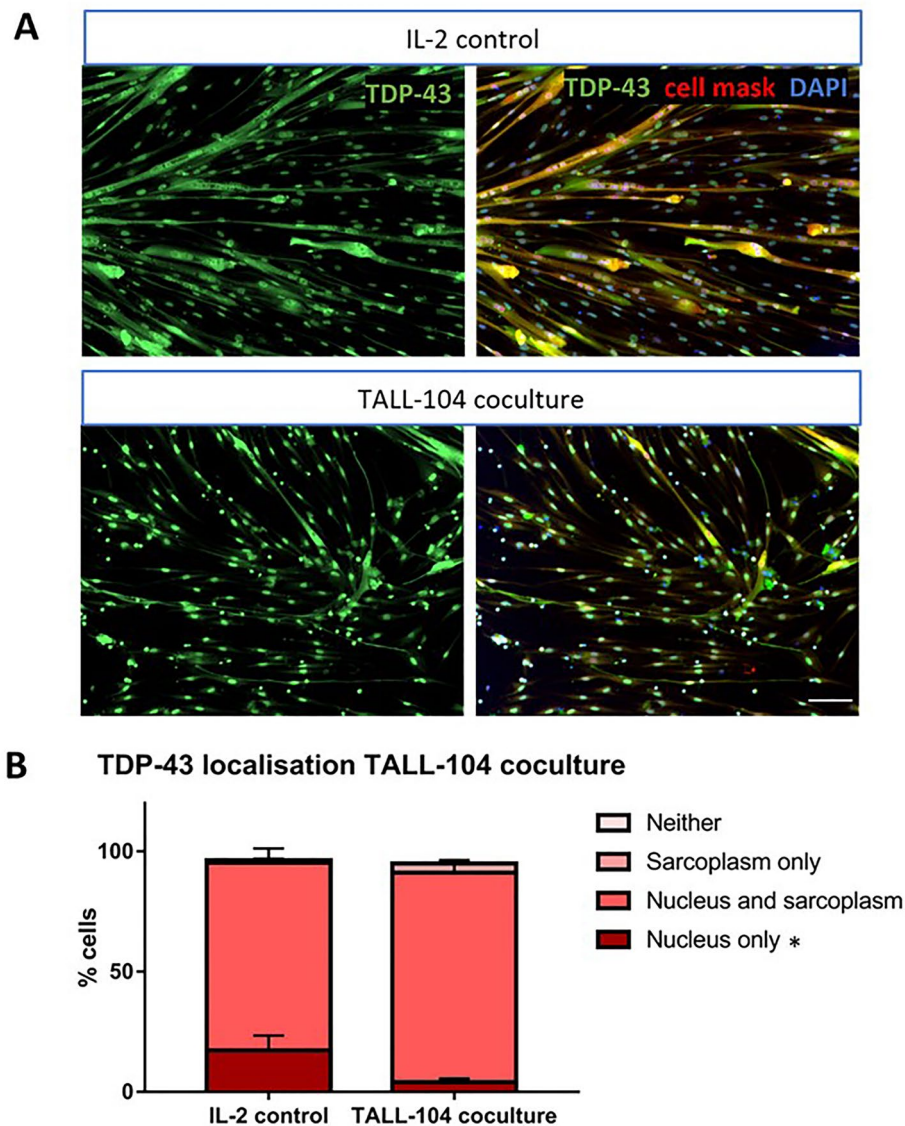 A
IL-2 control
TDP-43
TDP-43 cell mask DAPI
TALL-104 coculture
B
TDP-43 localisation TALL-104 coculture
% cells
100
50
0
IL-2 control
TALL-104 coculture
Neither
Sarcoplasm only
Nucleus and sarcoplasm
Nucleus only *